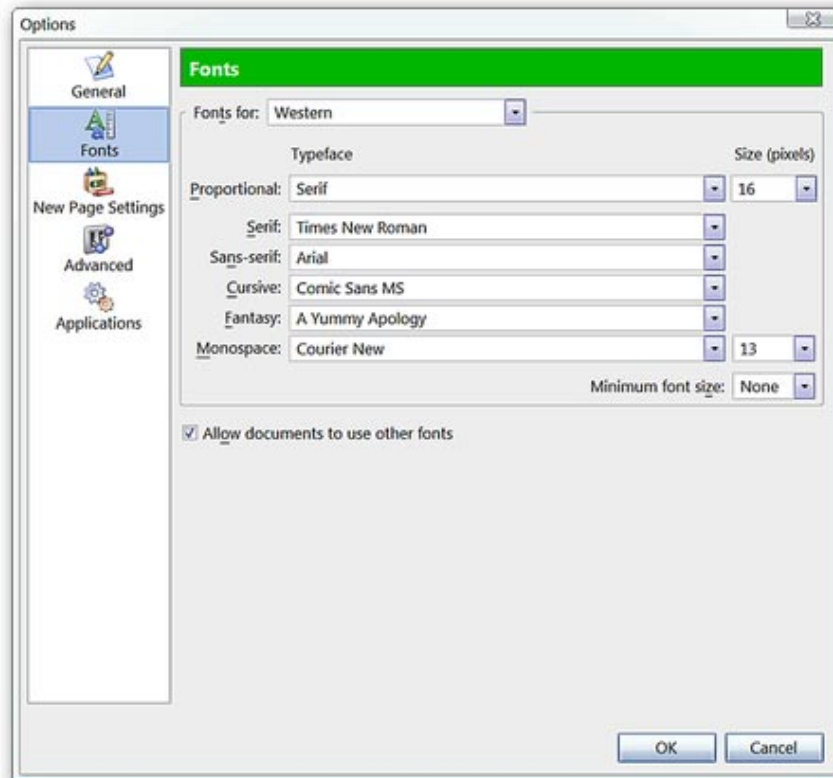 Options
General
Fonts
New Page Settings
Advanced
Applications
Fonts
Fonts for: Western
Typeface Size (pixels)
Proportional: Serif 16
Serif: Times New Roman
Sans-serif: Arial
Cursive: Comic Sans MS
Fantasy: A Yummy Apology
Monospace: Courier New 13
Minimum font size: None
Allow documents to use other fonts
OK Cancel